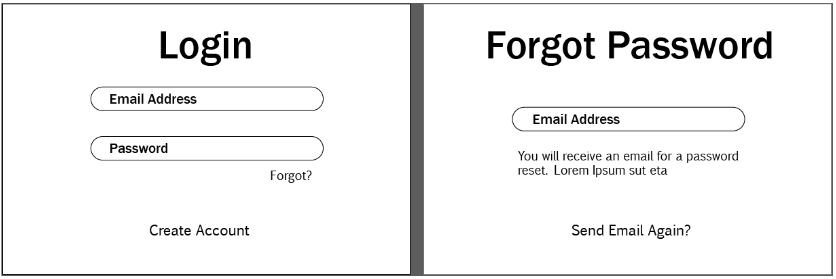 Login
Email Address
Password
Forgot?
Create Account
Forgot Password
Email Address
You will receive an email for a password
reset. Lorem Ipsum sut eta
Send Email Again?